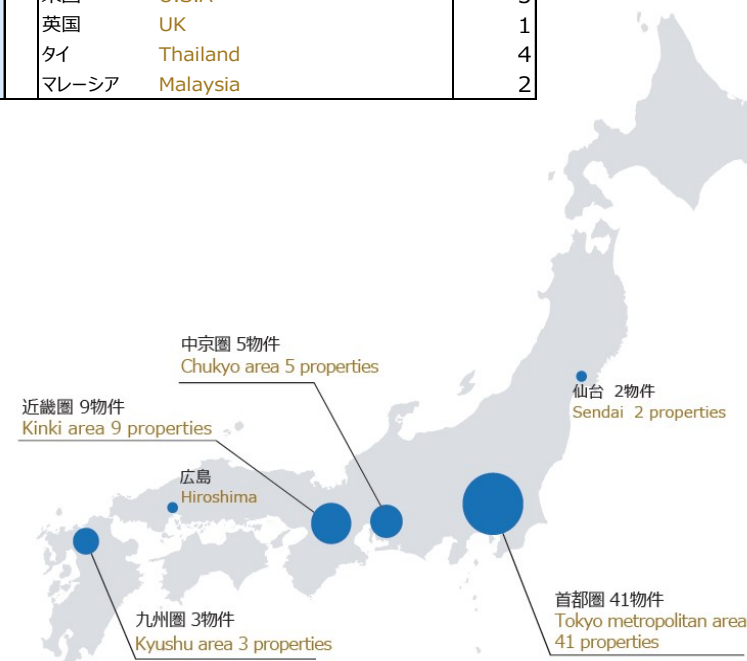 英国 UK 1
タイ Thailand 4
マレーシア Malaysia 2
中京圏 5物件
Chukyo area 5 properties
仙台 2物件
Sendai 2 properties
近畿圏 9物件
Kinki area 9 properties
広島
Hiroshima
首都圏 41物件
Tokyo metropolitan area
41 properties
九州圏 3物件
Kyushu area 3 properties